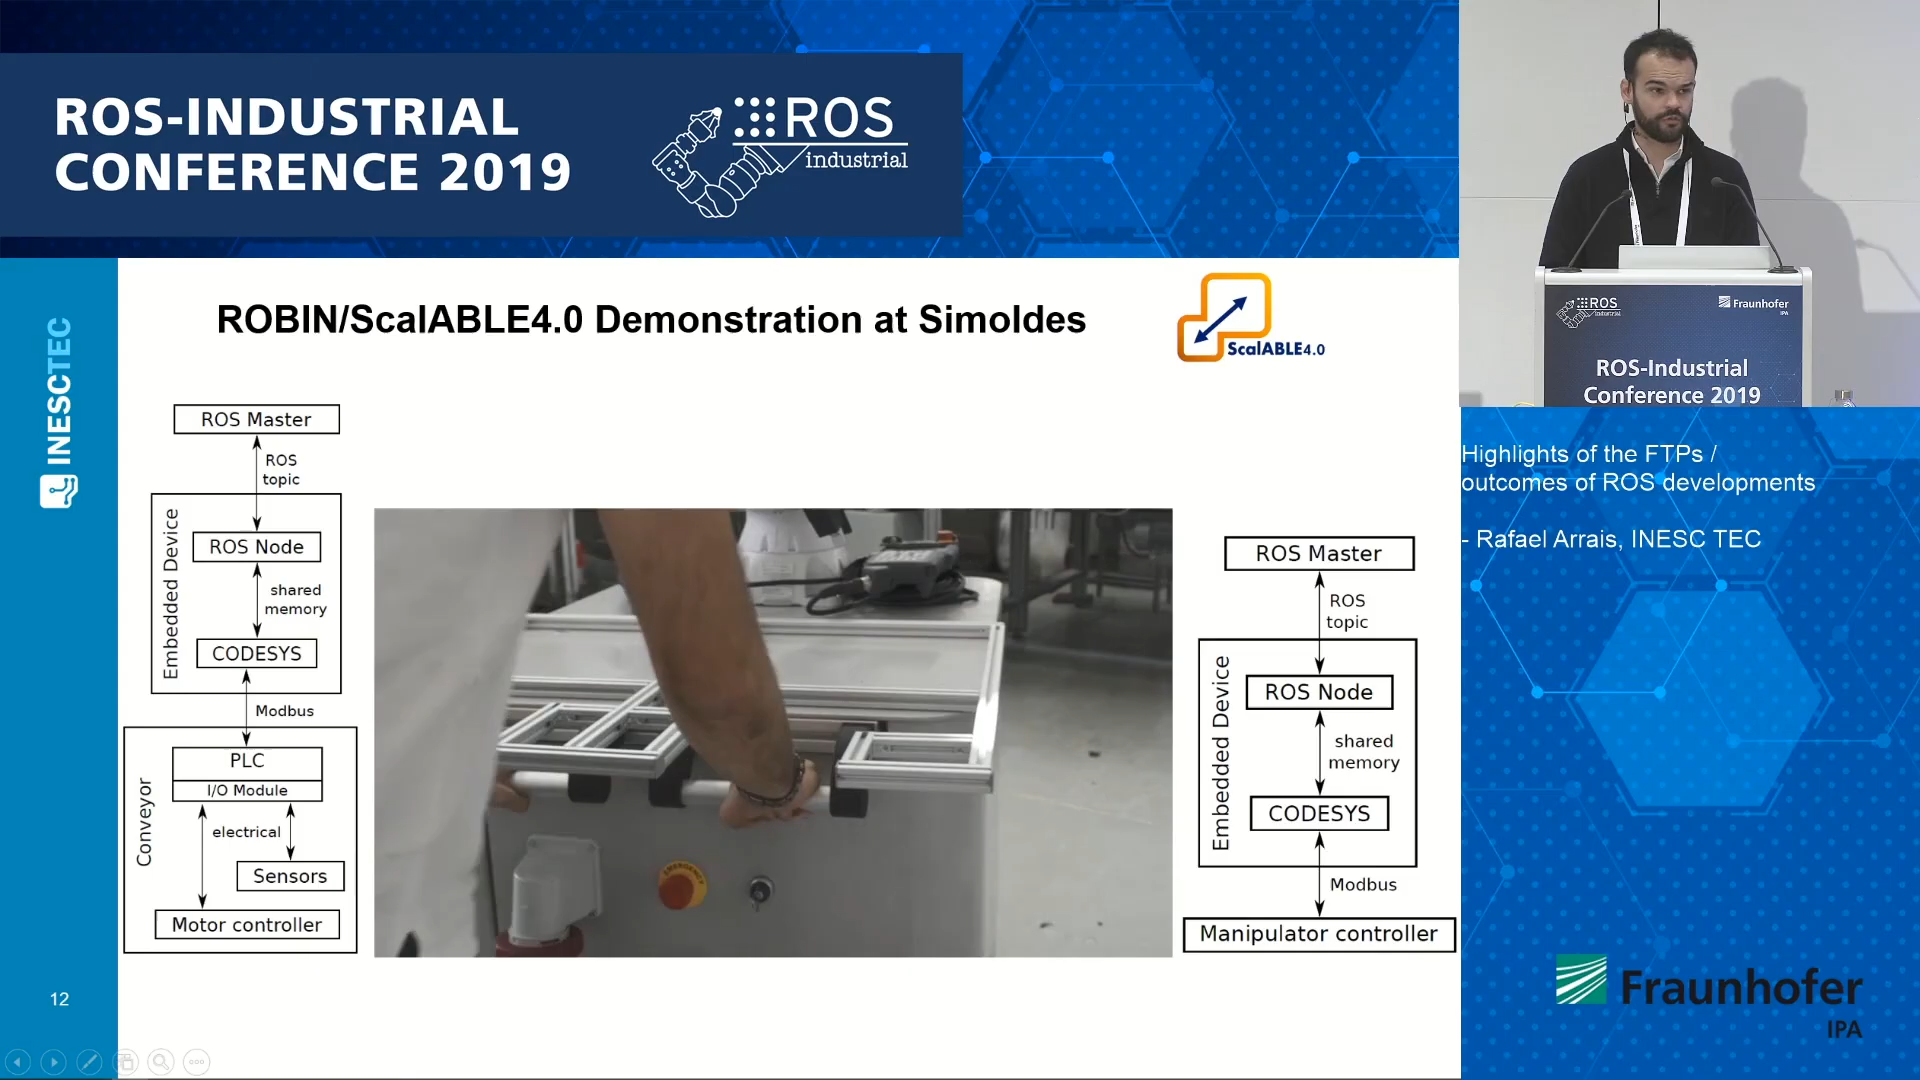 ROS-INDUSTRIAL
CONFERENCE 2019
ROS
industrial
INESCTEC
ROBIN/ScalABLE4.0 Demonstration at Simoldes
ScalABLE4.0
ROS Master
ROS
topic
Embedded Device
ROS Node
shared
memory
CODESYS
Modbus
Conveyor
PLC
I/O Module
electrical
Sensors
Motor controller
EMERGENCY
ROS Master
ROS
topic
Embedded Device
ROS Node
shared
memory
CODESYS
Modbus
Manipulator controller
12
ROS
industrial
Fraunhofer
IPA
ROS-Industrial
Conference 2019
Highlights of the FTPs /
outcomes of ROS developments
- Rafael Arrais, INESC TEC
Fraunhofer
IPA